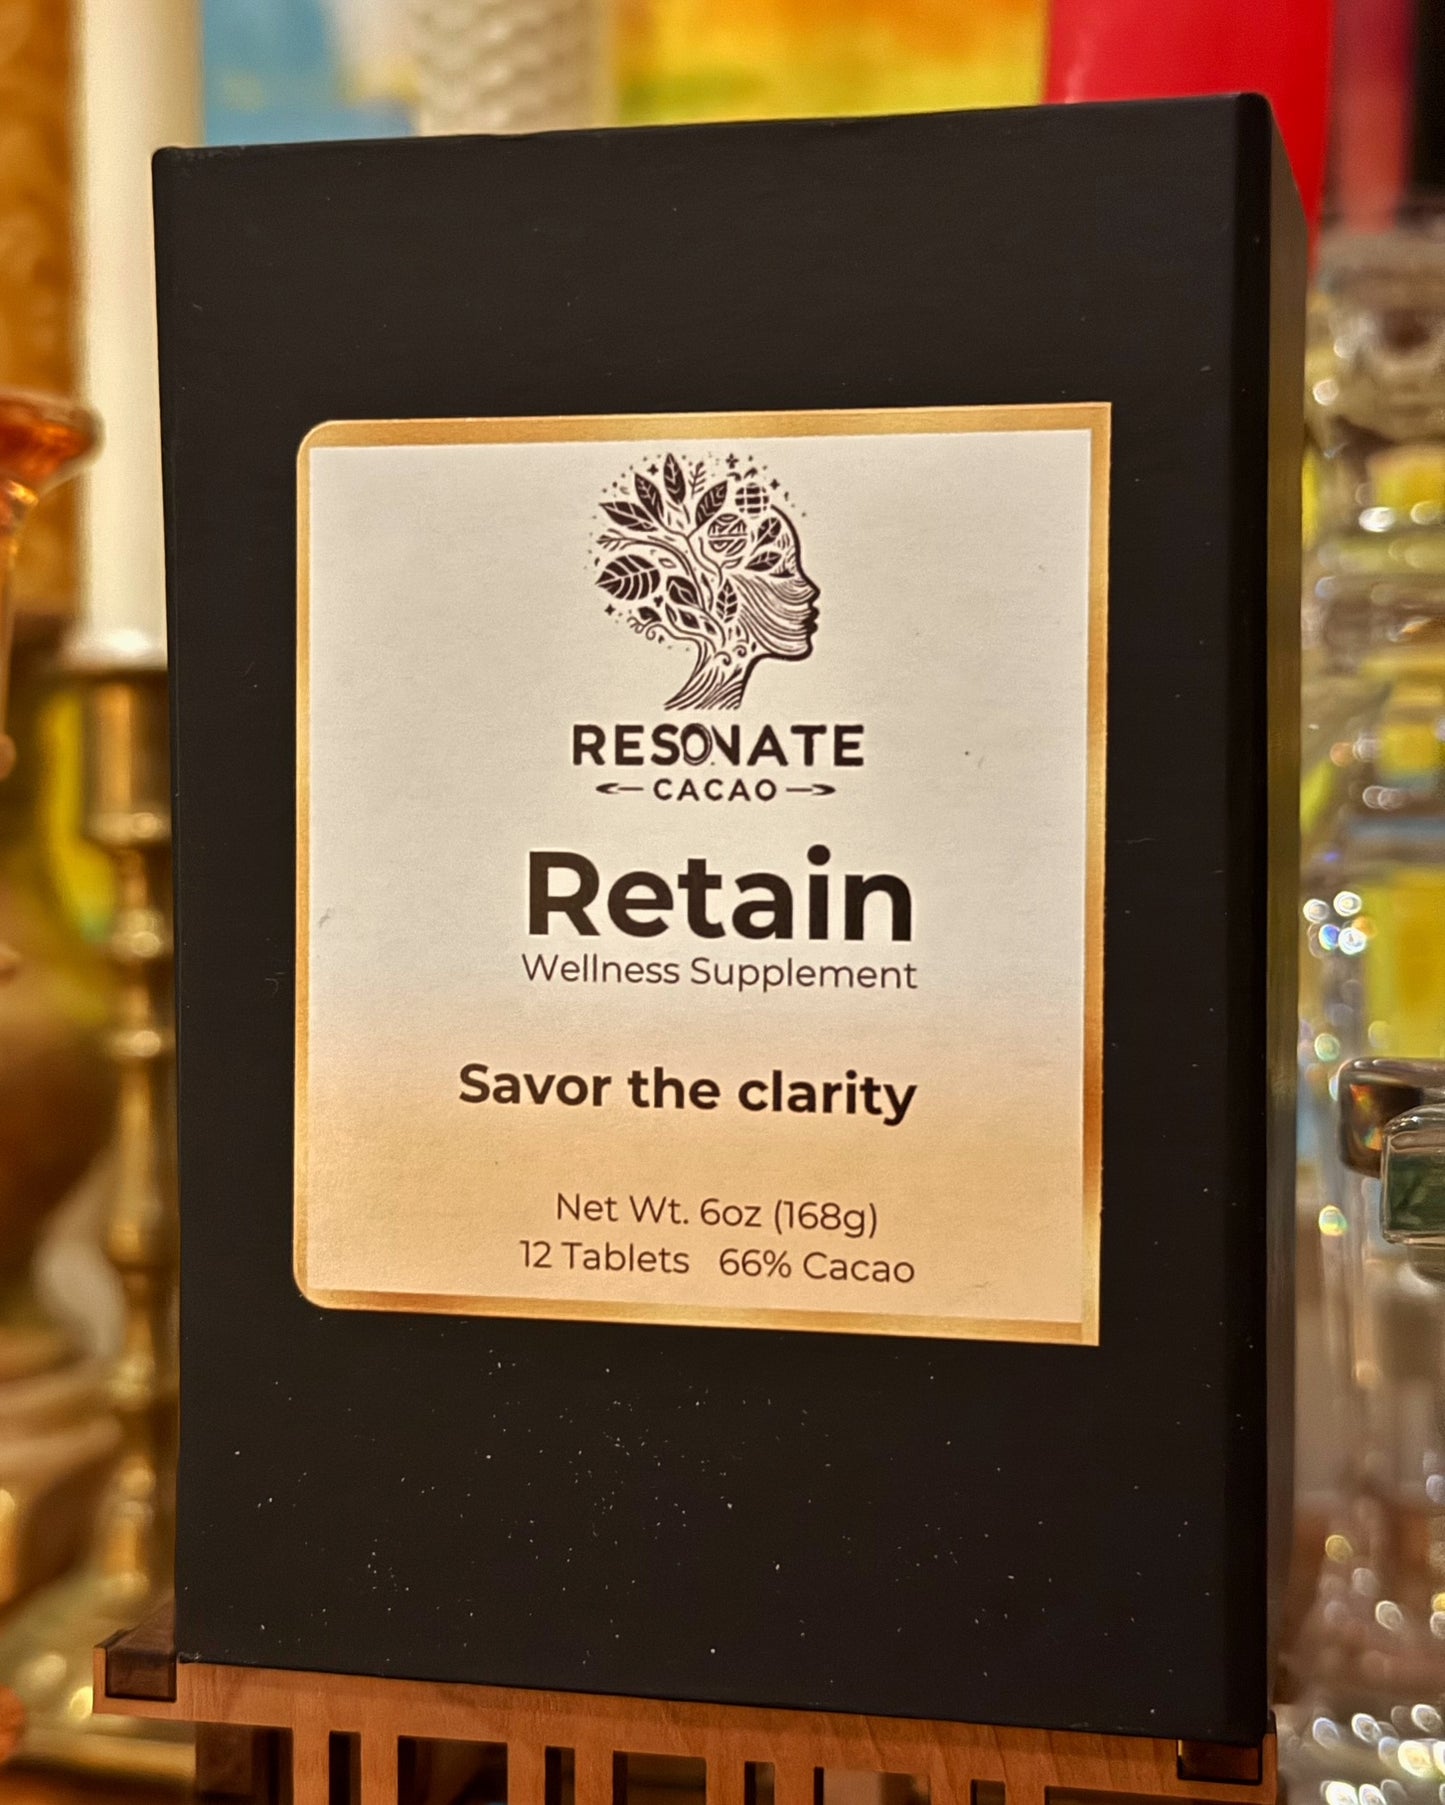 RESONATE
CACAO
Retain
Wellness Supplement
Savor the clarity
Net Wt. 6oz (168g)
12 Tablets 66% Cacao